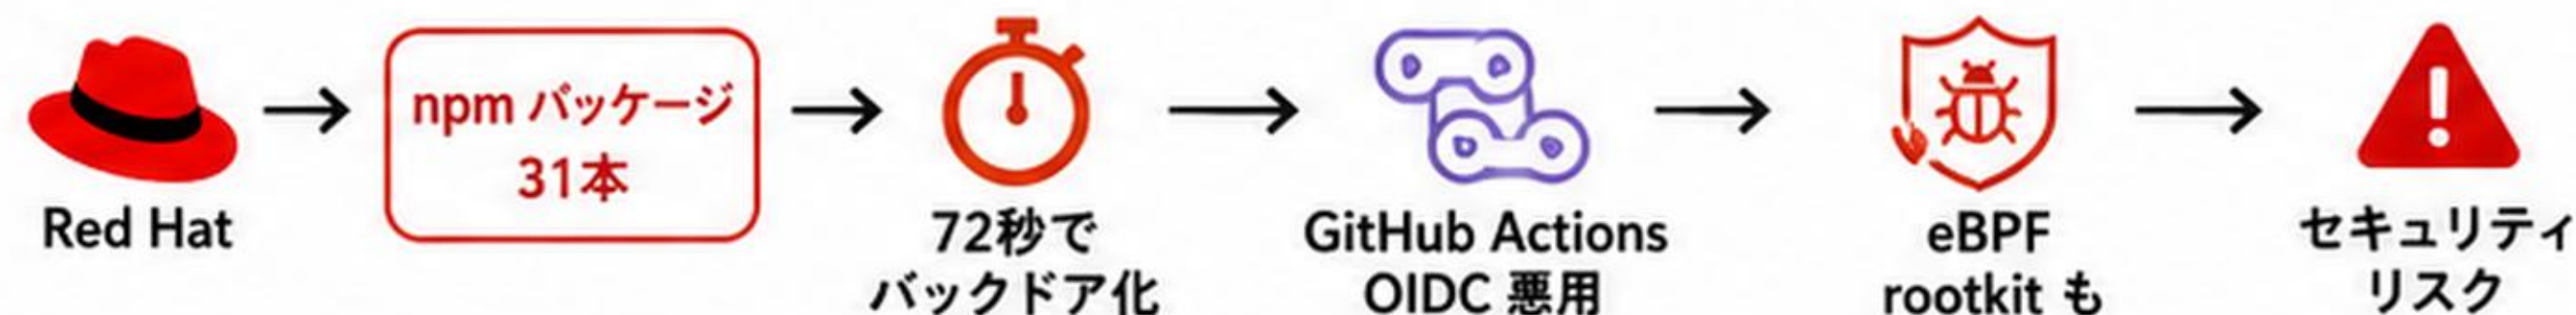 Red Hat
npm パッケージ
31本
72秒で
バックドア化
GitHub Actions
OIDC 悪用
eBPF
rootkit も
セキュリティ
リスク